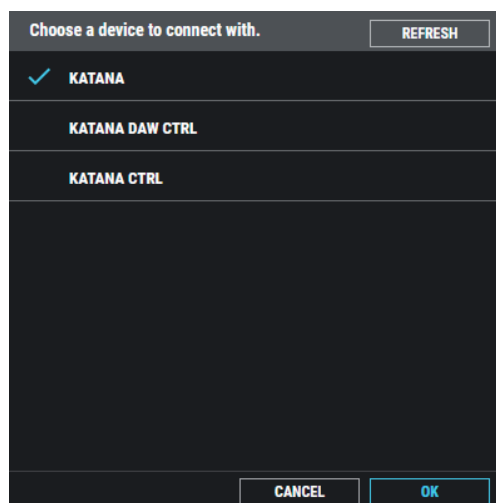 Choose a device to connect with.
REFRESH
KATANA
KATANA DAW CTRL
KATANA CTRL
CANCEL
OK